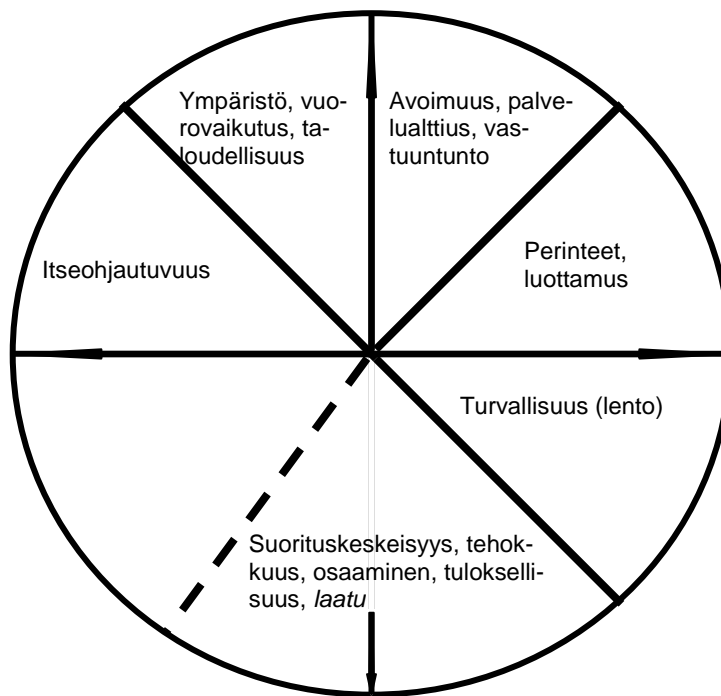 Ympäristö, vuo-
rovaikutus, ta-
loudellisuus
Avoimuus, palve-
lualttius, vas-
tuuntunto
Itseohjautuvuus
Perinteet,
luottamus
Turvallisuus (lento)
Suorituskeskeisyys, tehok-
kuus, osaaminen, tulokselli-
suus, laatu